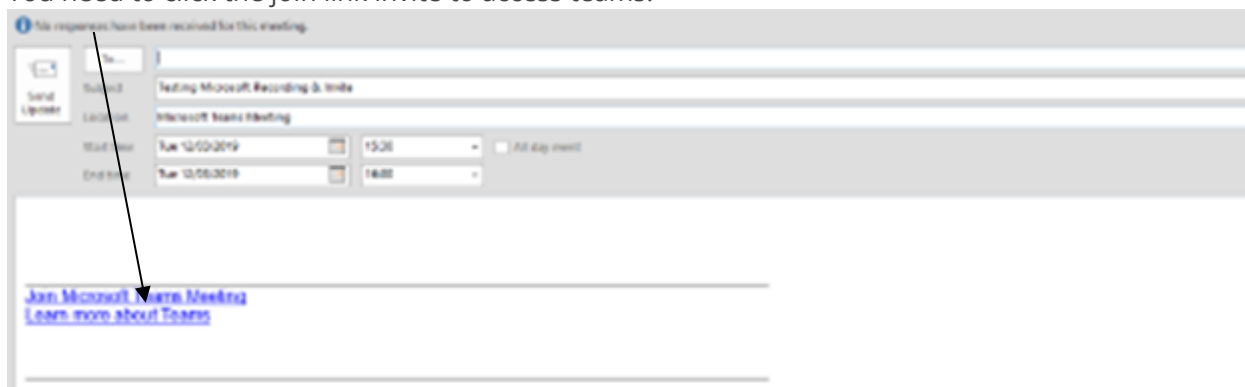 You need to click the join link invite to access teams.
No responses have been received for this meeting.
To...
Send Update
Subject
Testing Microsoft Recording & Invite
Location
Microsoft Teams Meeting
Start time
Tue 12/03/2019
15:30
All day event
End time
Tue 12/03/2019
16:00
Join Microsoft Teams Meeting
Learn more about Teams